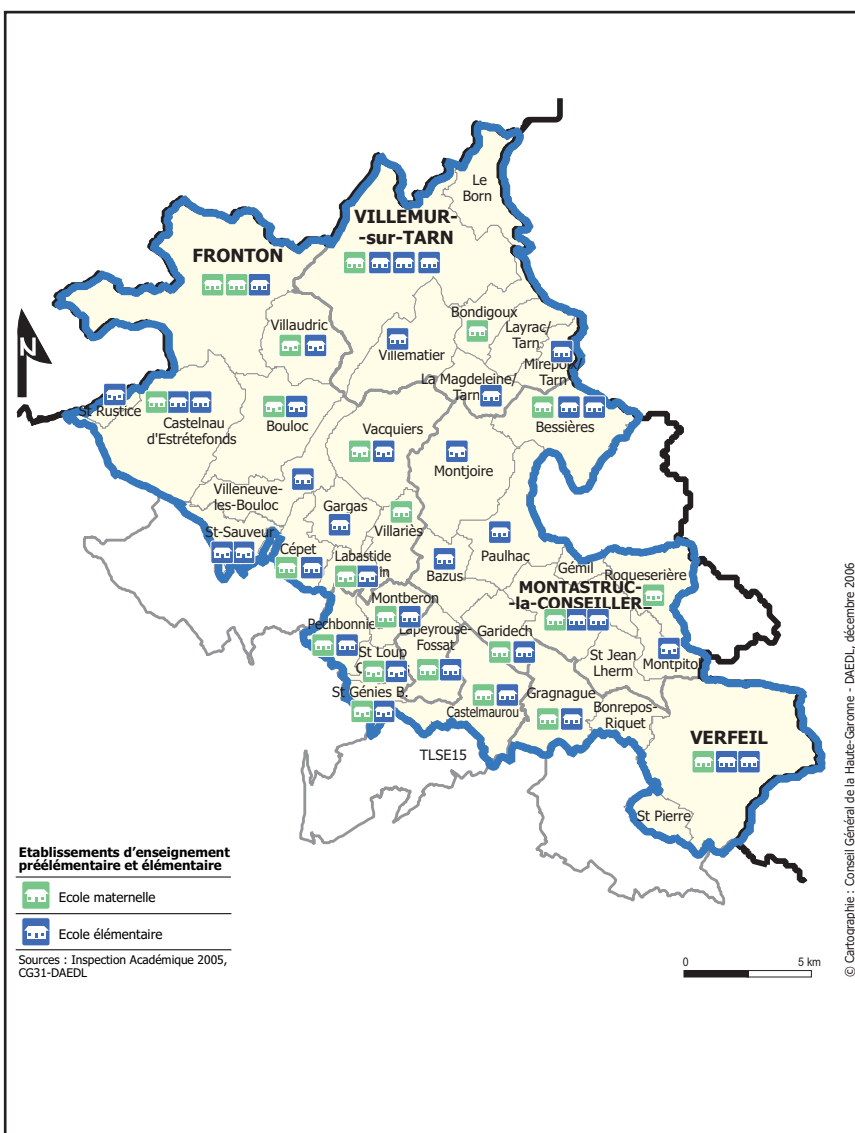 Le
Born
VILLEMUR-
-sur-TARN
FRONTON
Bondigoux
Villaudric
Layrac/
Tarn
Villematier
Mirepoix/
Tarn
La Magdeleine/
Tarn
N
St Rustice
Castelnau
d'Estrétefonds
Bouloc
Bessières
Vacquiers
Montjoire
Villeneuve-
les-Bouloc
Gargas
Villariès
St-Sauveur
Cépet
Labastide
Paulhac
Bazus
Gémil
Roqueserière
MONTASTRUC-
-la-CONSEILLERE
Montberon
Pechbonnieu
Lapeyrouse-
Fossat
Garidech
St Loup
St Jean
Lherm
Montpitol
St Génies B.
Castelmaurou
Gragnague
Bonrepos-
Riquet
VERFEIL
TLSE15
St Pierre
Etablissements d'enseignement
préélémentaire et élémentaire
Ecole maternelle
Ecole élémentaire
Sources : Inspection Académique 2005,
CG31-DAEDL
0 5 km
© Cartographie : Conseil Général de la Haute-Garonne - DAEDL, décembre 2006